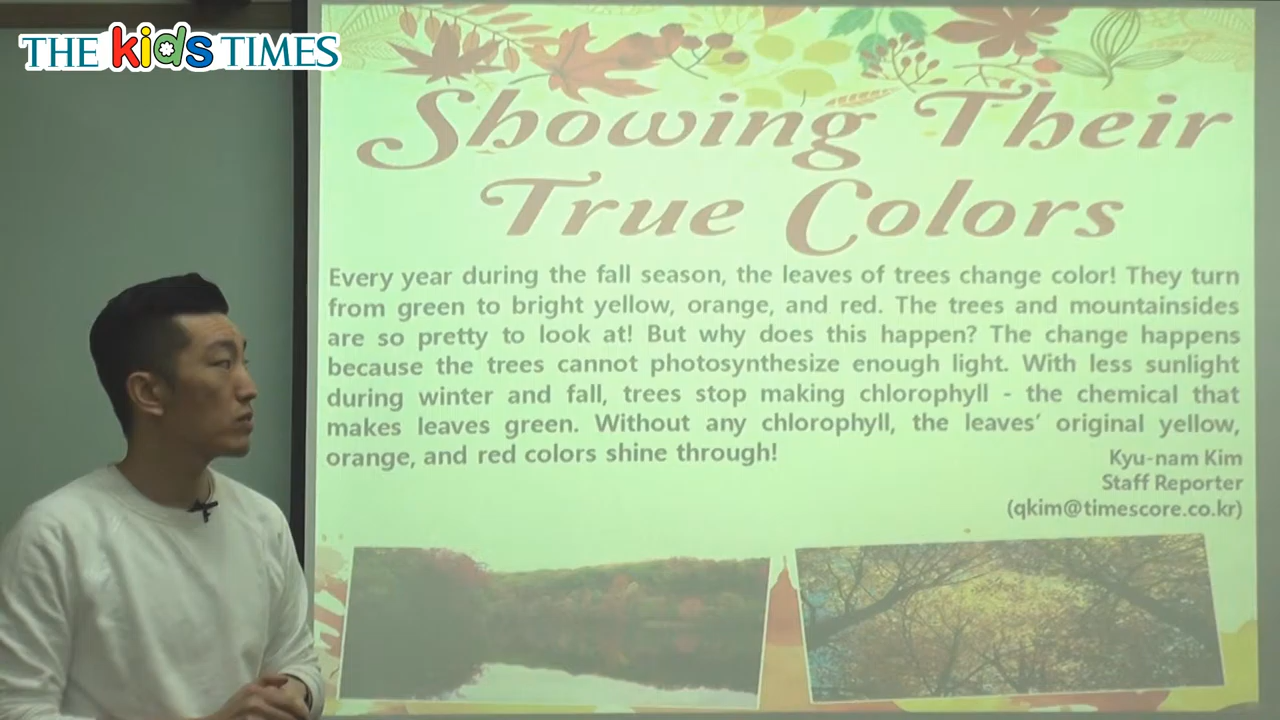 THE kids TIMES
Showing Their
True Colors
Every year during the fall season, the leaves of trees change color! They turn
from green to bright yellow, orange, and red. The trees and mountainsides
are so pretty to look at! But why does this happen? The change happens
because the trees cannot photosynthesize enough light. With less sunlight
during winter and fall, trees stop making chlorophyll - the chemical that
makes leaves green. Without any chlorophyll, the leaves’ original yellow,
orange, and red colors shine through!
Kyu-nam Kim
Staff Reporter
(qkim@timescore.co.kr)